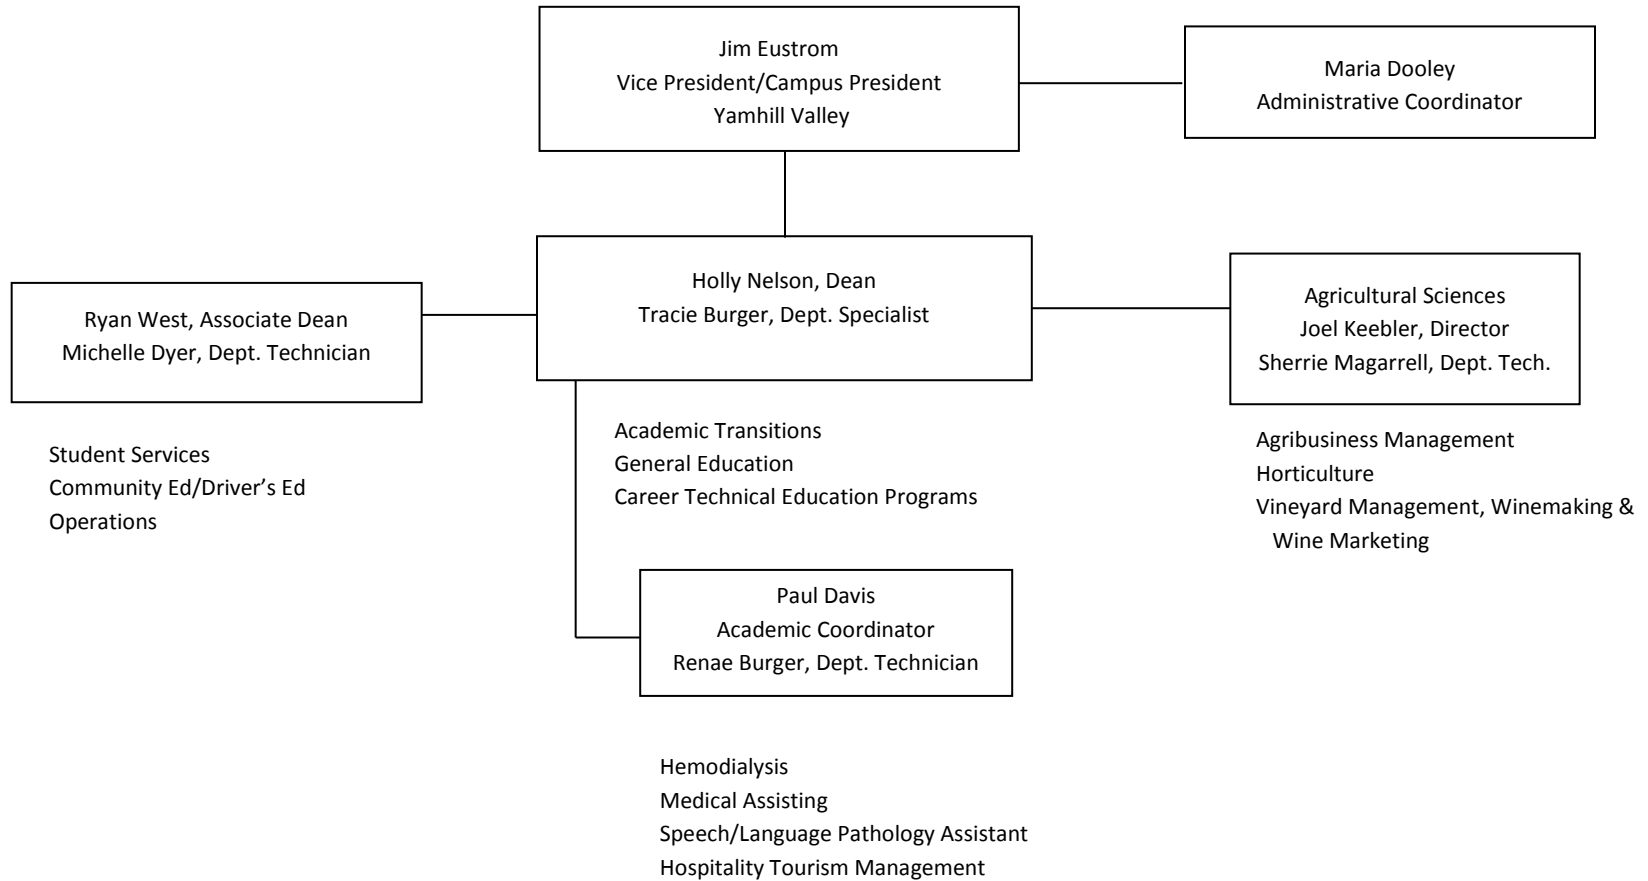 Jim Eustrom
Vice President/Campus President
Yamhill Valley
Maria Dooley
Administrative Coordinator
Holly Nelson, Dean
Tracie Burger, Dept. Specialist
Ryan West, Associate Dean
Michelle Dyer, Dept. Technician
Agricultural Sciences
Joel Keebler, Director
Sherrie Magarrell, Dept. Tech.
Student Services
Community Ed/Driver’s Ed
Operations
Academic Transitions
General Education
Career Technical Education Programs
Agribusiness Management
Horticulture
Vineyard Management, Winemaking &
Wine Marketing
Paul Davis
Academic Coordinator
Renae Burger, Dept. Technician
Hemodialysis
Medical Assisting
Speech/Language Pathology Assistant
Hospitality Tourism Management